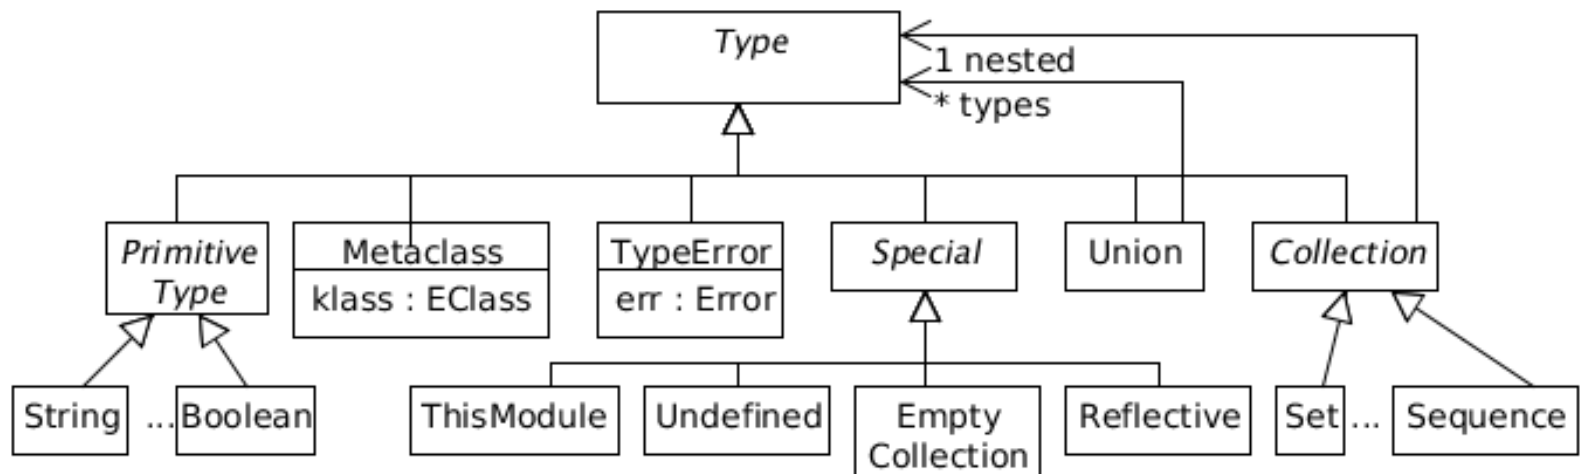 Type
1 nested
* types
Primitive
Type
Metaclass
klass : EClass
TypeError
err : Error
Special
Union
Collection
String
...
Boolean
ThisModule
Undefined
Empty
Collection
Reflective
Set
...
Sequence